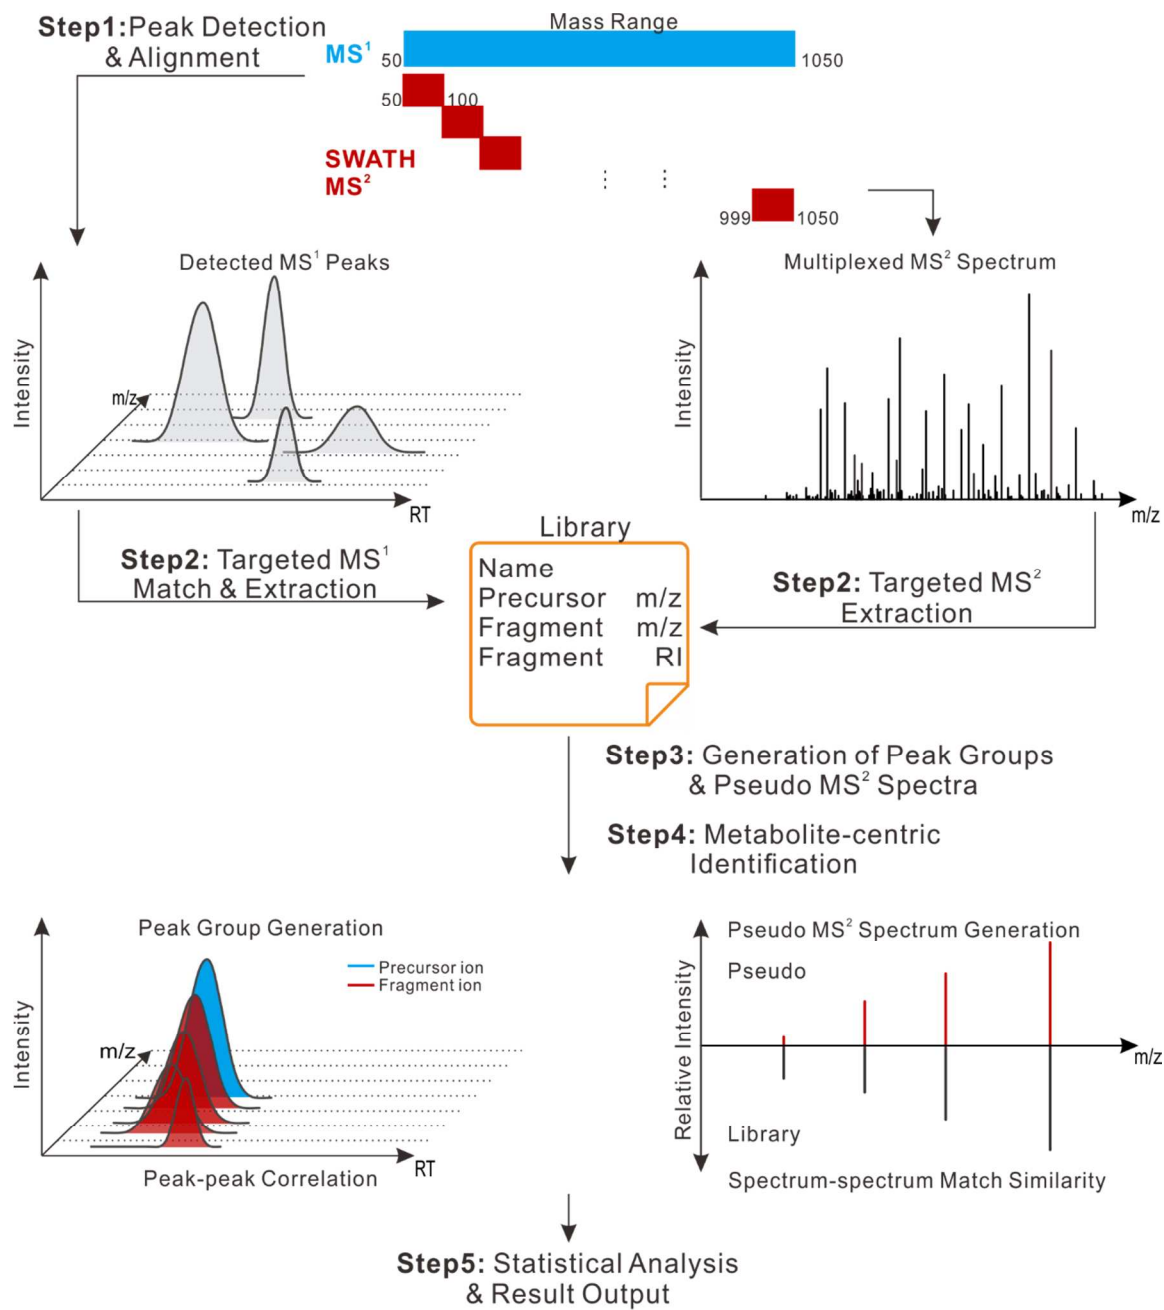 Step1:Peak Detection
& Alignment
Mass Range
MS¹
50
1050
50
100
SWATH
MS²
999
1050
Detected MS¹ Peaks
Intensity
m/z
RT
Multiplexed MS² Spectrum
Intensity
m/z
Step2: Targeted MS¹
Match & Extraction
Library
Name
Precursor m/z
Fragment m/z
Fragment RI
Step2: Targeted MS²
Extraction
Step3: Generation of Peak Groups
& Pseudo MS² Spectra
Step4: Metabolite-centric
Identification
Peak Group Generation
Precursor ion
Fragment ion
Intensity
m/z
RT
Peak-peak Correlation
Pseudo MS² Spectrum Generation
Pseudo
Relative Intensity
m/z
Library
Spectrum-spectrum Match Similarity
Step5: Statistical Analysis
& Result Output